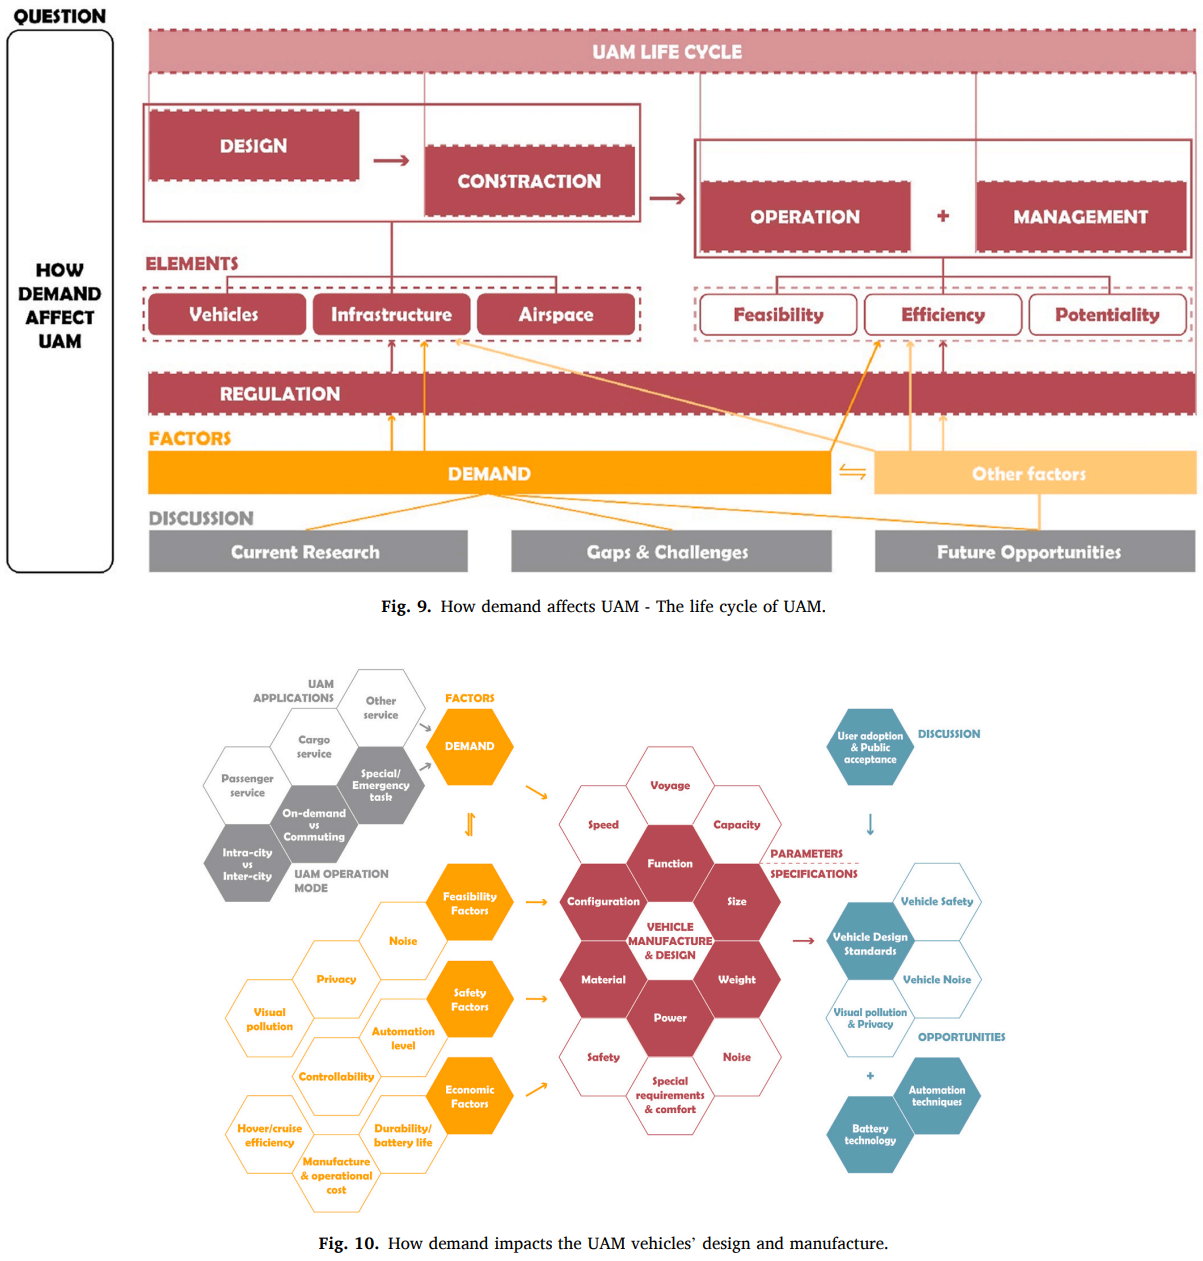 QUESTION
HOW
DEMAND
AFFECT
UAM
UAM LIFE CYCLE
DESIGN
CONSTRACTION
OPERATION
+
MANAGEMENT
ELEMENTS
Vehicles
Infrastructure
Airspace
Feasibility
Efficiency
Potentiality
REGULATION
FACTORS
DEMAND
Other factors
DISCUSSION
Current Research
Gaps & Challenges
Future Opportunities
Fig. 9. How demand affects UAM - The life cycle of UAM.
UAM
APPLICATIONS
Other
service
Cargo
service
Passenger
service
Special/
Emergency
task
On-demand
vs
Commuting
Intra-city
vs
Inter-city
UAM OPERATION
MODE
FACTORS
DEMAND
Feasibility
Factors
Noise
Privacy
Visual
pollution
Safety
Factors
Automation
level
Controllability
Economic
Factors
Durability/
battery life
Hover/cruise
efficiency
Manufacture
& operational
cost
Voyage
Speed
Capacity
Function
PARAMETERS
SPECIFICATIONS
Configuration
Size
VEHICLE
MANUFACTURE
& DESIGN
Material
Weight
Power
Safety
Noise
Special
requirements
& comfort
User adoption
& Public
acceptance
DISCUSSION
Vehicle Safety
Vehicle Design
Standards
Vehicle Noise
Visual pollution
& Privacy
OPPORTUNITIES
+
Automation
techniques
Battery
technology
Fig. 10. How demand impacts the UAM vehicles’ design and manufacture.